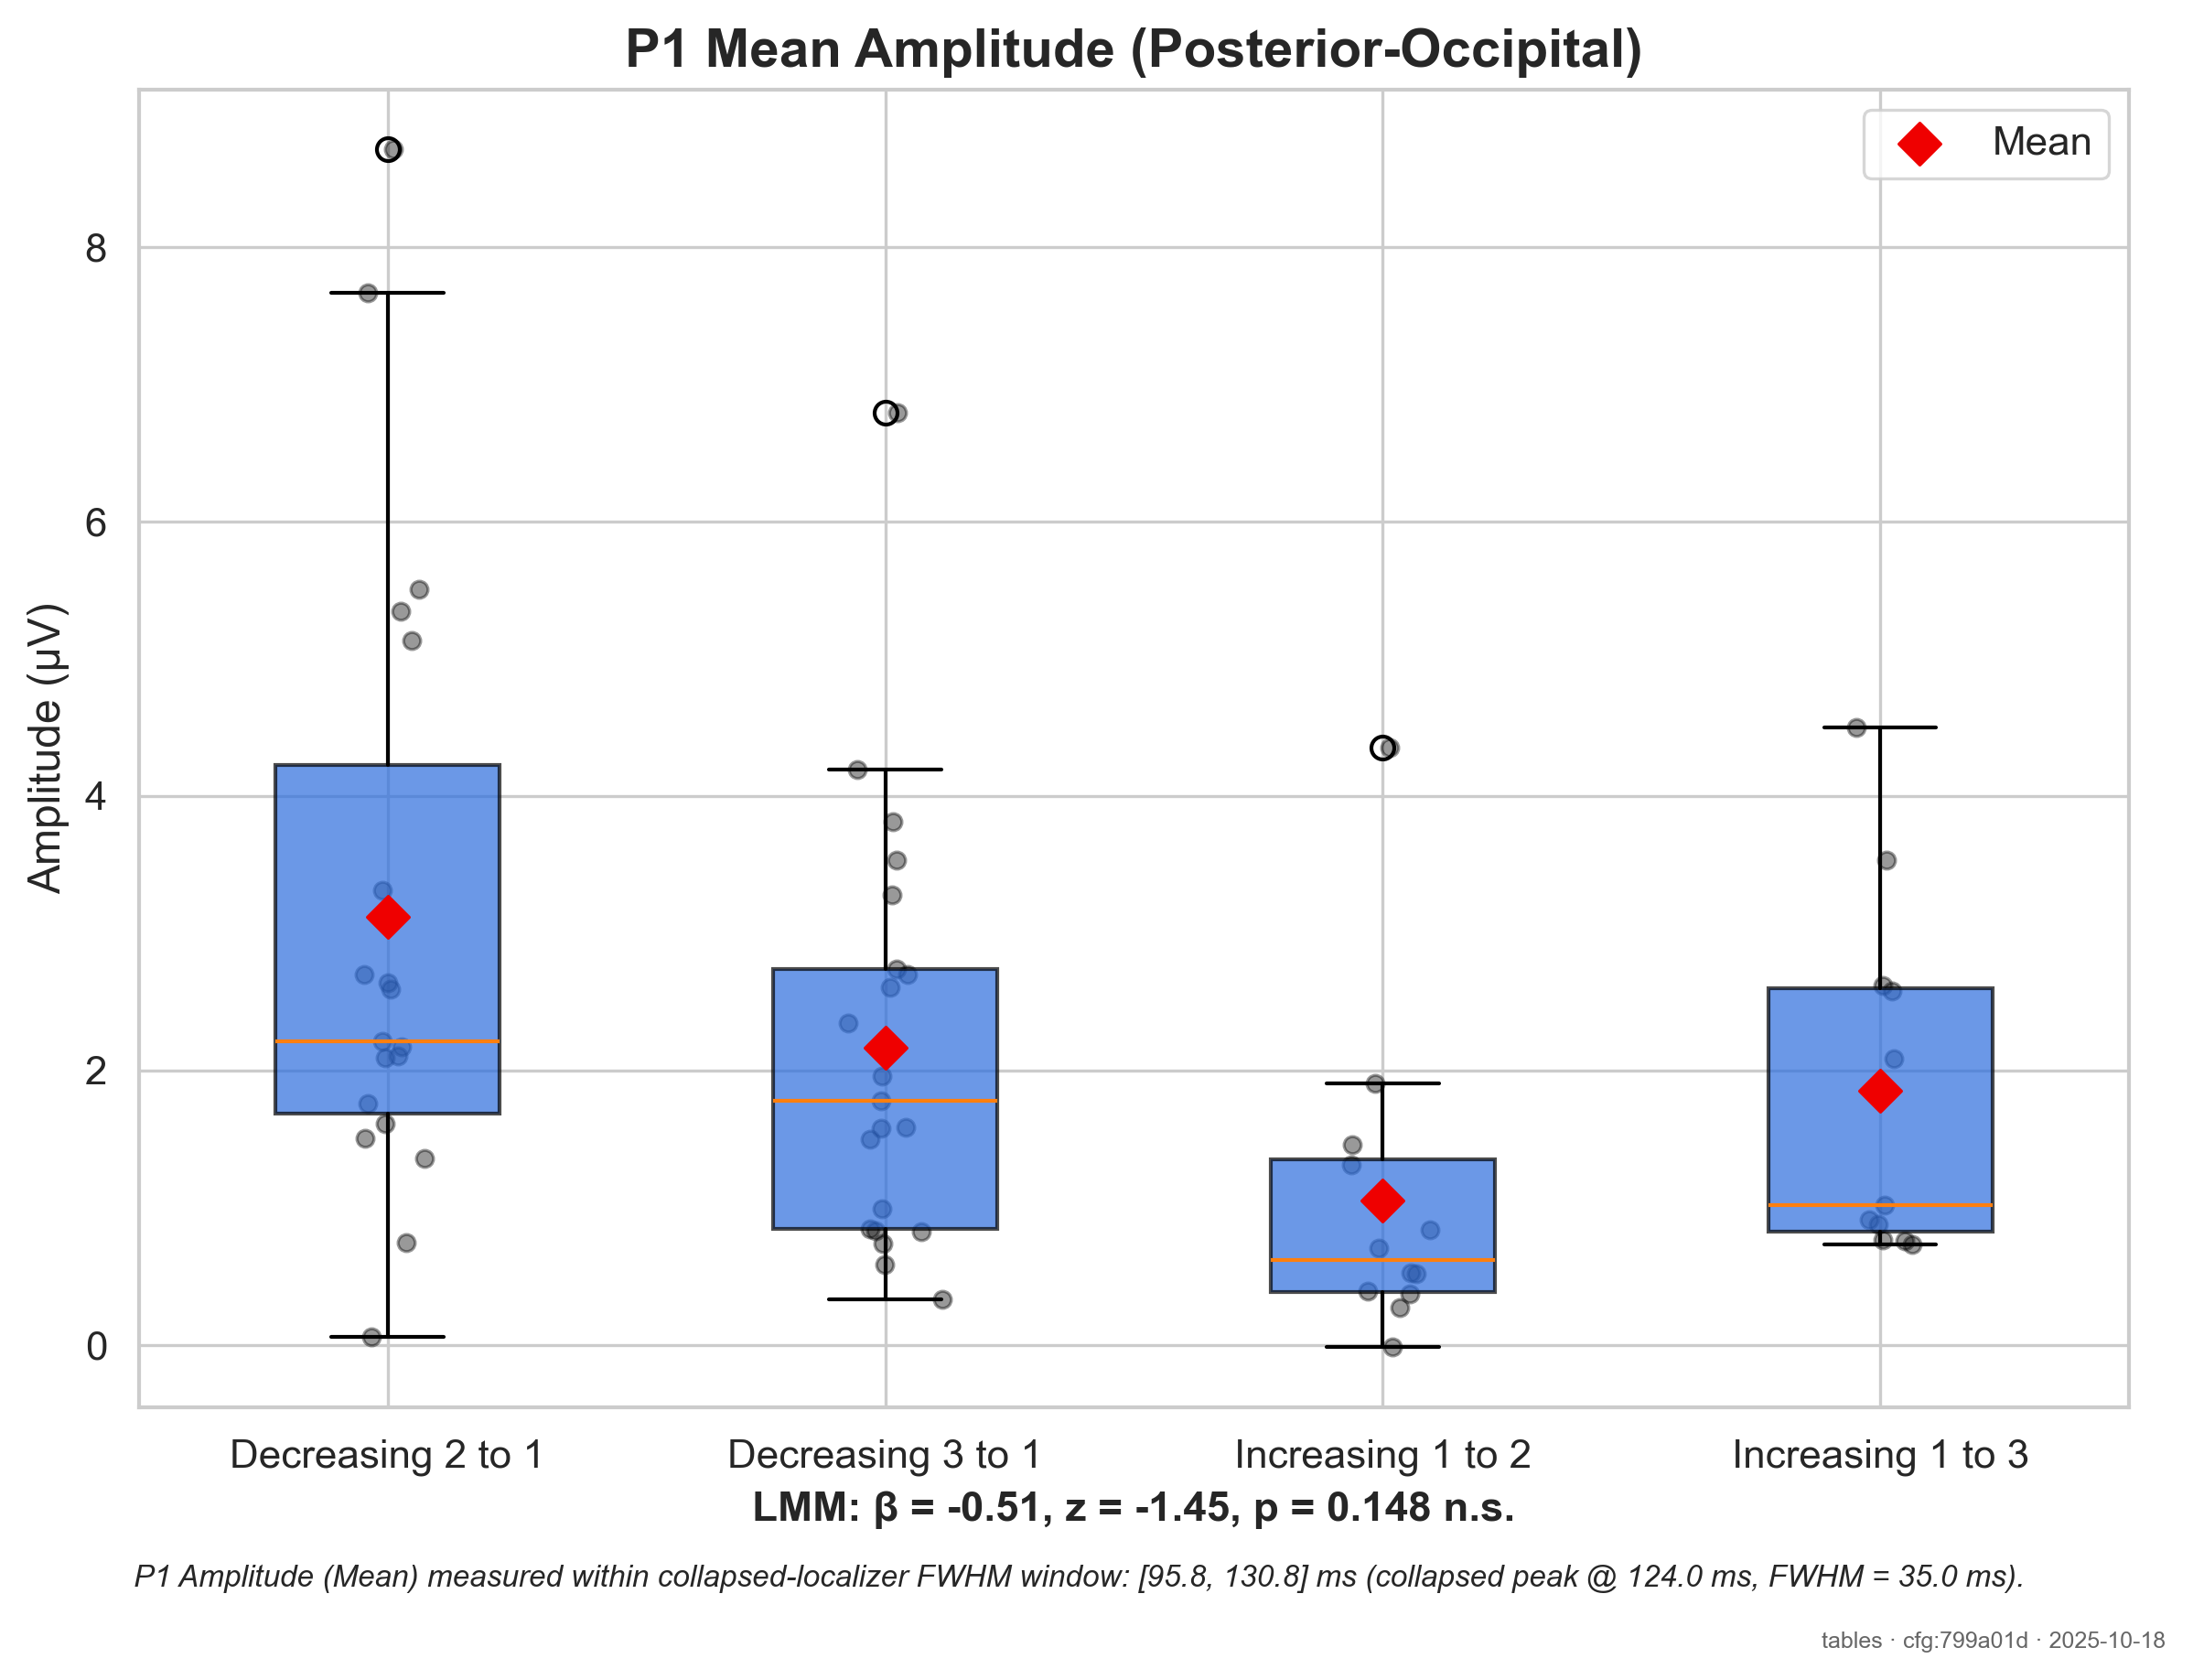 P1 Mean Amplitude (Posterior-Occipital)
Mean
8
6
4
2
0
Amplitude (µV)
Decreasing 2 to 1
Decreasing 3 to 1
Increasing 1 to 2
Increasing 1 to 3
LMM: β = -0.51, z = -1.45, p = 0.148 n.s.
P1 Amplitude (Mean) measured within collapsed-localizer FWHM window: [95.8, 130.8] ms (collapsed peak @ 124.0 ms, FWHM = 35.0 ms).
tables · cfg:799a01d · 2025-10-18